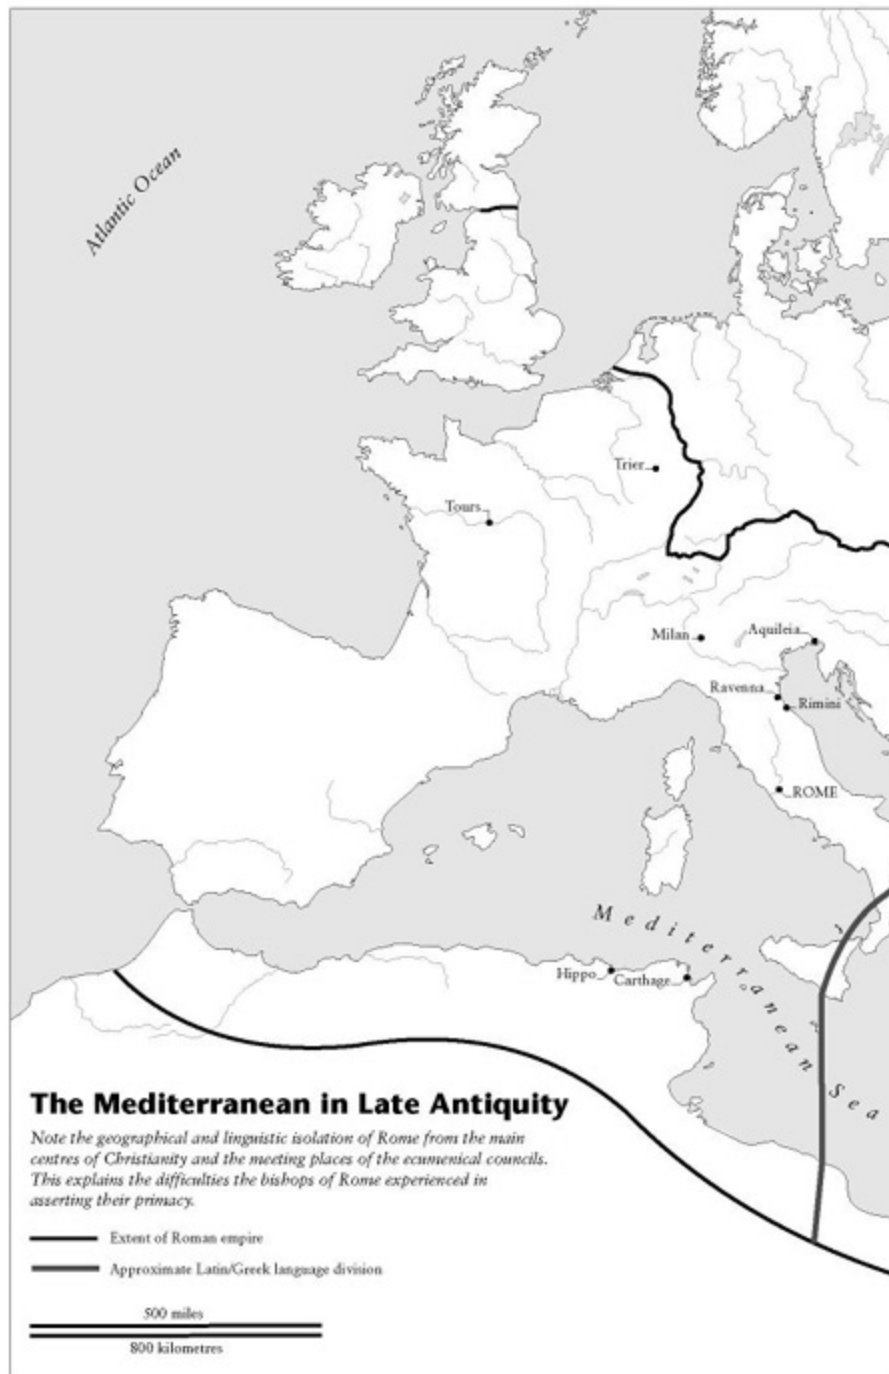 Atlantic Ocean
Trier
Tours
Milan
Aquileia
Ravenna
Rimini
ROME
Mediterranean Sea
Hippo
Carthage
The Mediterranean in Late Antiquity
Note the geographical and linguistic isolation of Rome from the main
centres of Christianity and the meeting places of the ecumenical councils.
This explains the difficulties the bishops of Rome experienced in
asserting their primacy.
Extent of Roman empire
Approximate Latin/Greek language division
500 miles
800 kilometres